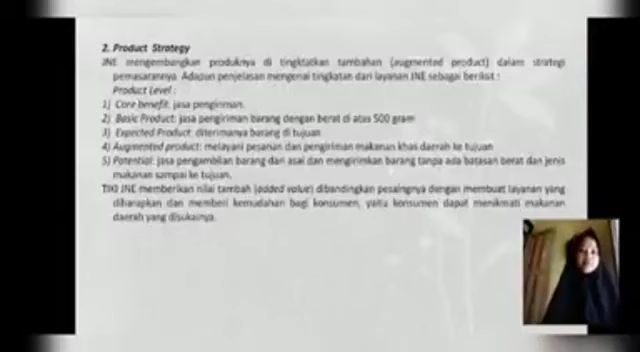 2. Product Strategy
JNE mengembangkan produknya di tingkatkan tambahan (augmented product) dalam strategi
pemasarannya. Adapun penjelasan mengenai tingkatan dari layanan JNE sebagai berikut :
Product Level :
1) Core benefit: jasa pengiriman.
2) Basic Product: jasa pengiriman barang dengan berat di atas 500 gram
3) Expected Product: diterimanya barang di tujuan
4) Augmented product: melayani pesanan dan pengiriman makanan khas daerah ke tujuan
5) Potential: jasa pengambilan barang dari asal dan mengirimkan barang tanpa ada batasan berat dan jenis
makanan sampai ke tujuan.
TIKI JNE memberikan nilai tambah (added value) dibandingkan pesaingnya dengan membuat layanan yang
diharapkan dan memberi kemudahan bagi konsumen, yaitu konsumen dapat menikmati makanan
daerah yang disukainya.